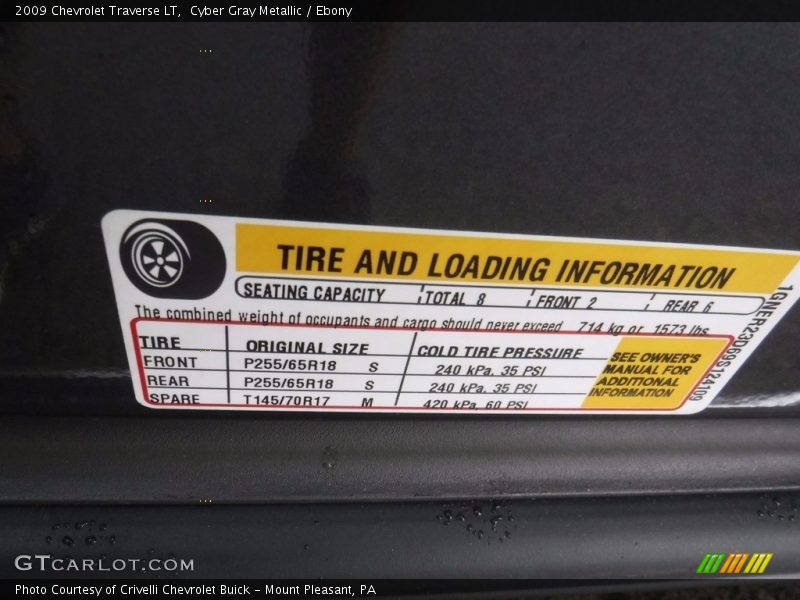 2009 Chevrolet Traverse LT,  Cyber Gray Metallic / Ebony
TIRE AND LOADING INFORMATION
SEATING CAPACITY TOTAL 8 FRONT 2 REAR 6
The combined weight of occupants and cargo should never exceed 714 kg or 1573 lbs
TIRE ORIGINAL SIZE COLD TIRE PRESSURE
FRONT P255/65R18 S 240 kPa, 35 PSI
REAR P255/65R18 S 240 kPa, 35 PSI
SPARE T145/70R17 M 420 kPa, 60 PSI
SEE OWNER'S
MANUAL FOR
ADDITIONAL
INFORMATION
1GNER23D69S124109
GTCARLOT.COM
Photo Courtesy of Crivelli Chevrolet Buick – Mount Pleasant, PA